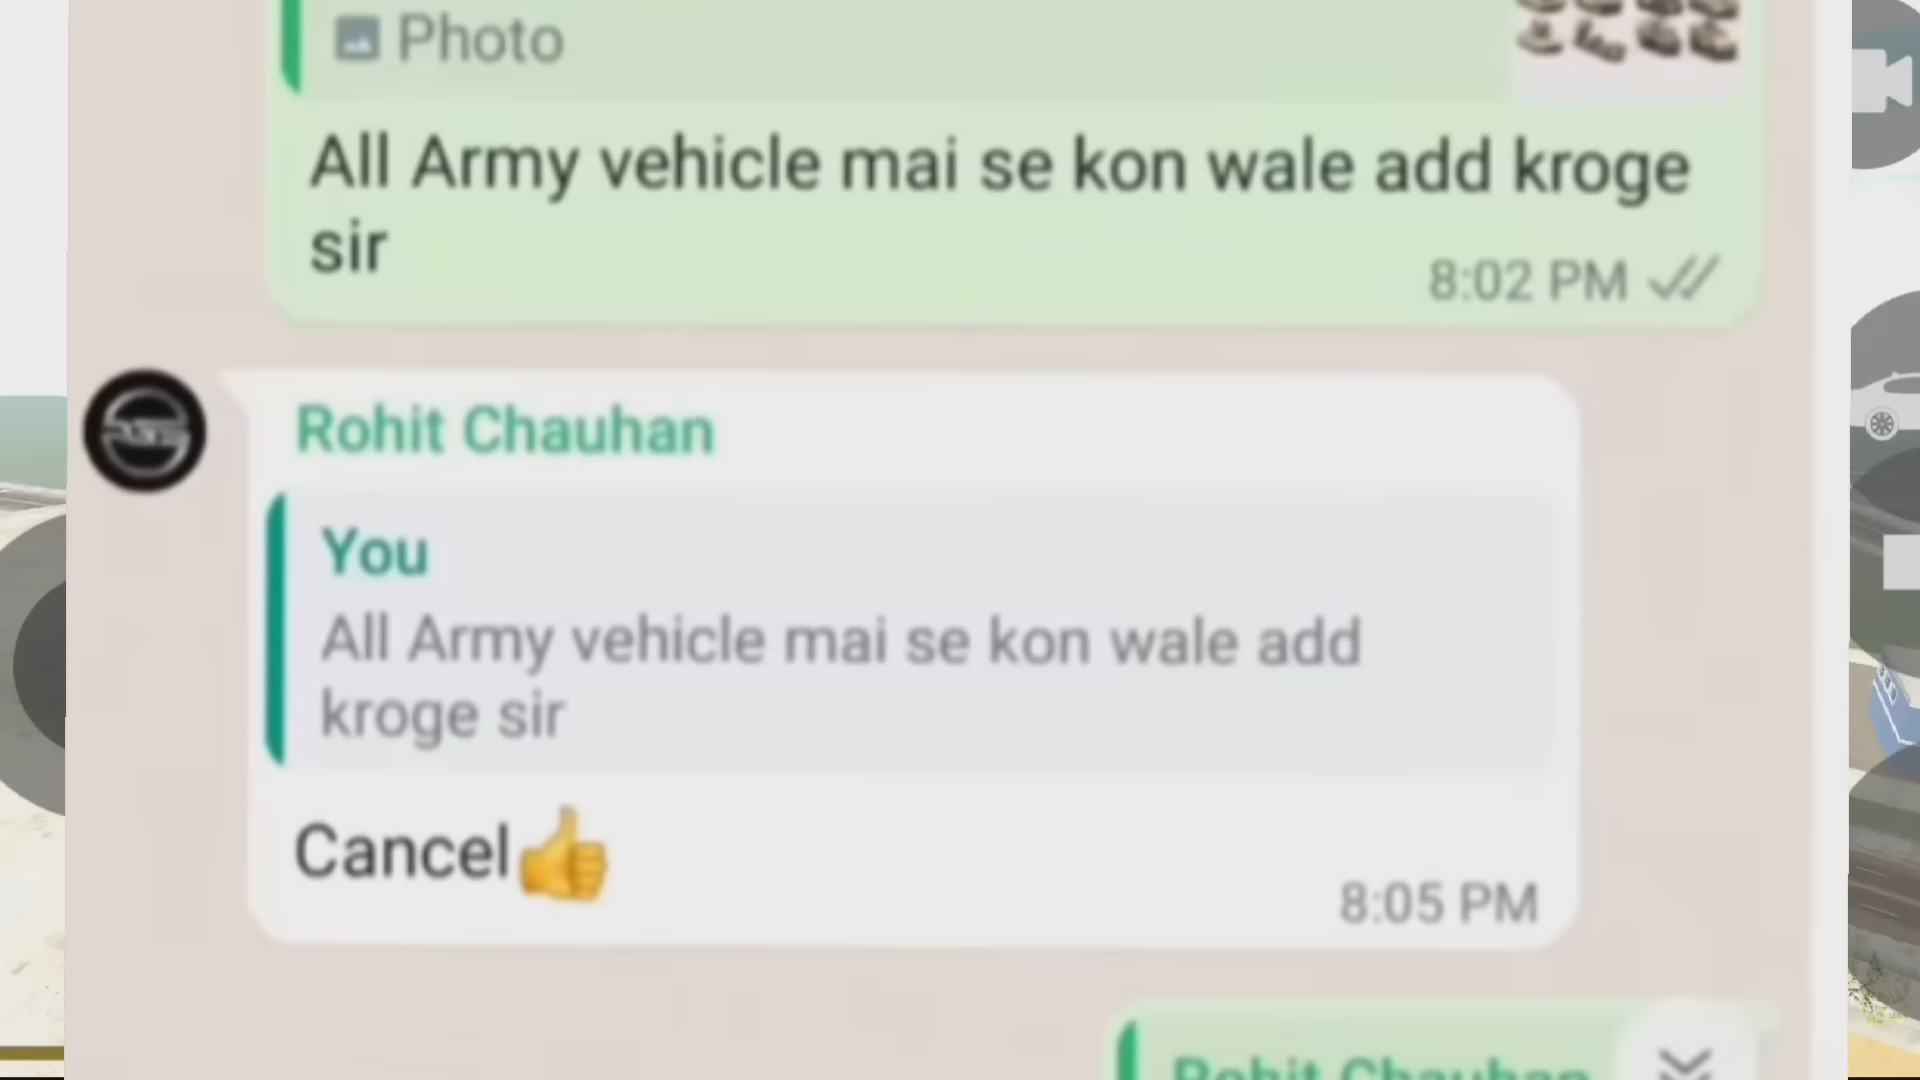 Photo
All Army vehicle mai se kon wale add kroge
sir
8:02 PM
Rohit Chauhan
You
All Army vehicle mai se kon wale add
kroge sir
Cancel👍
8:05 PM
Rohit Chauhan